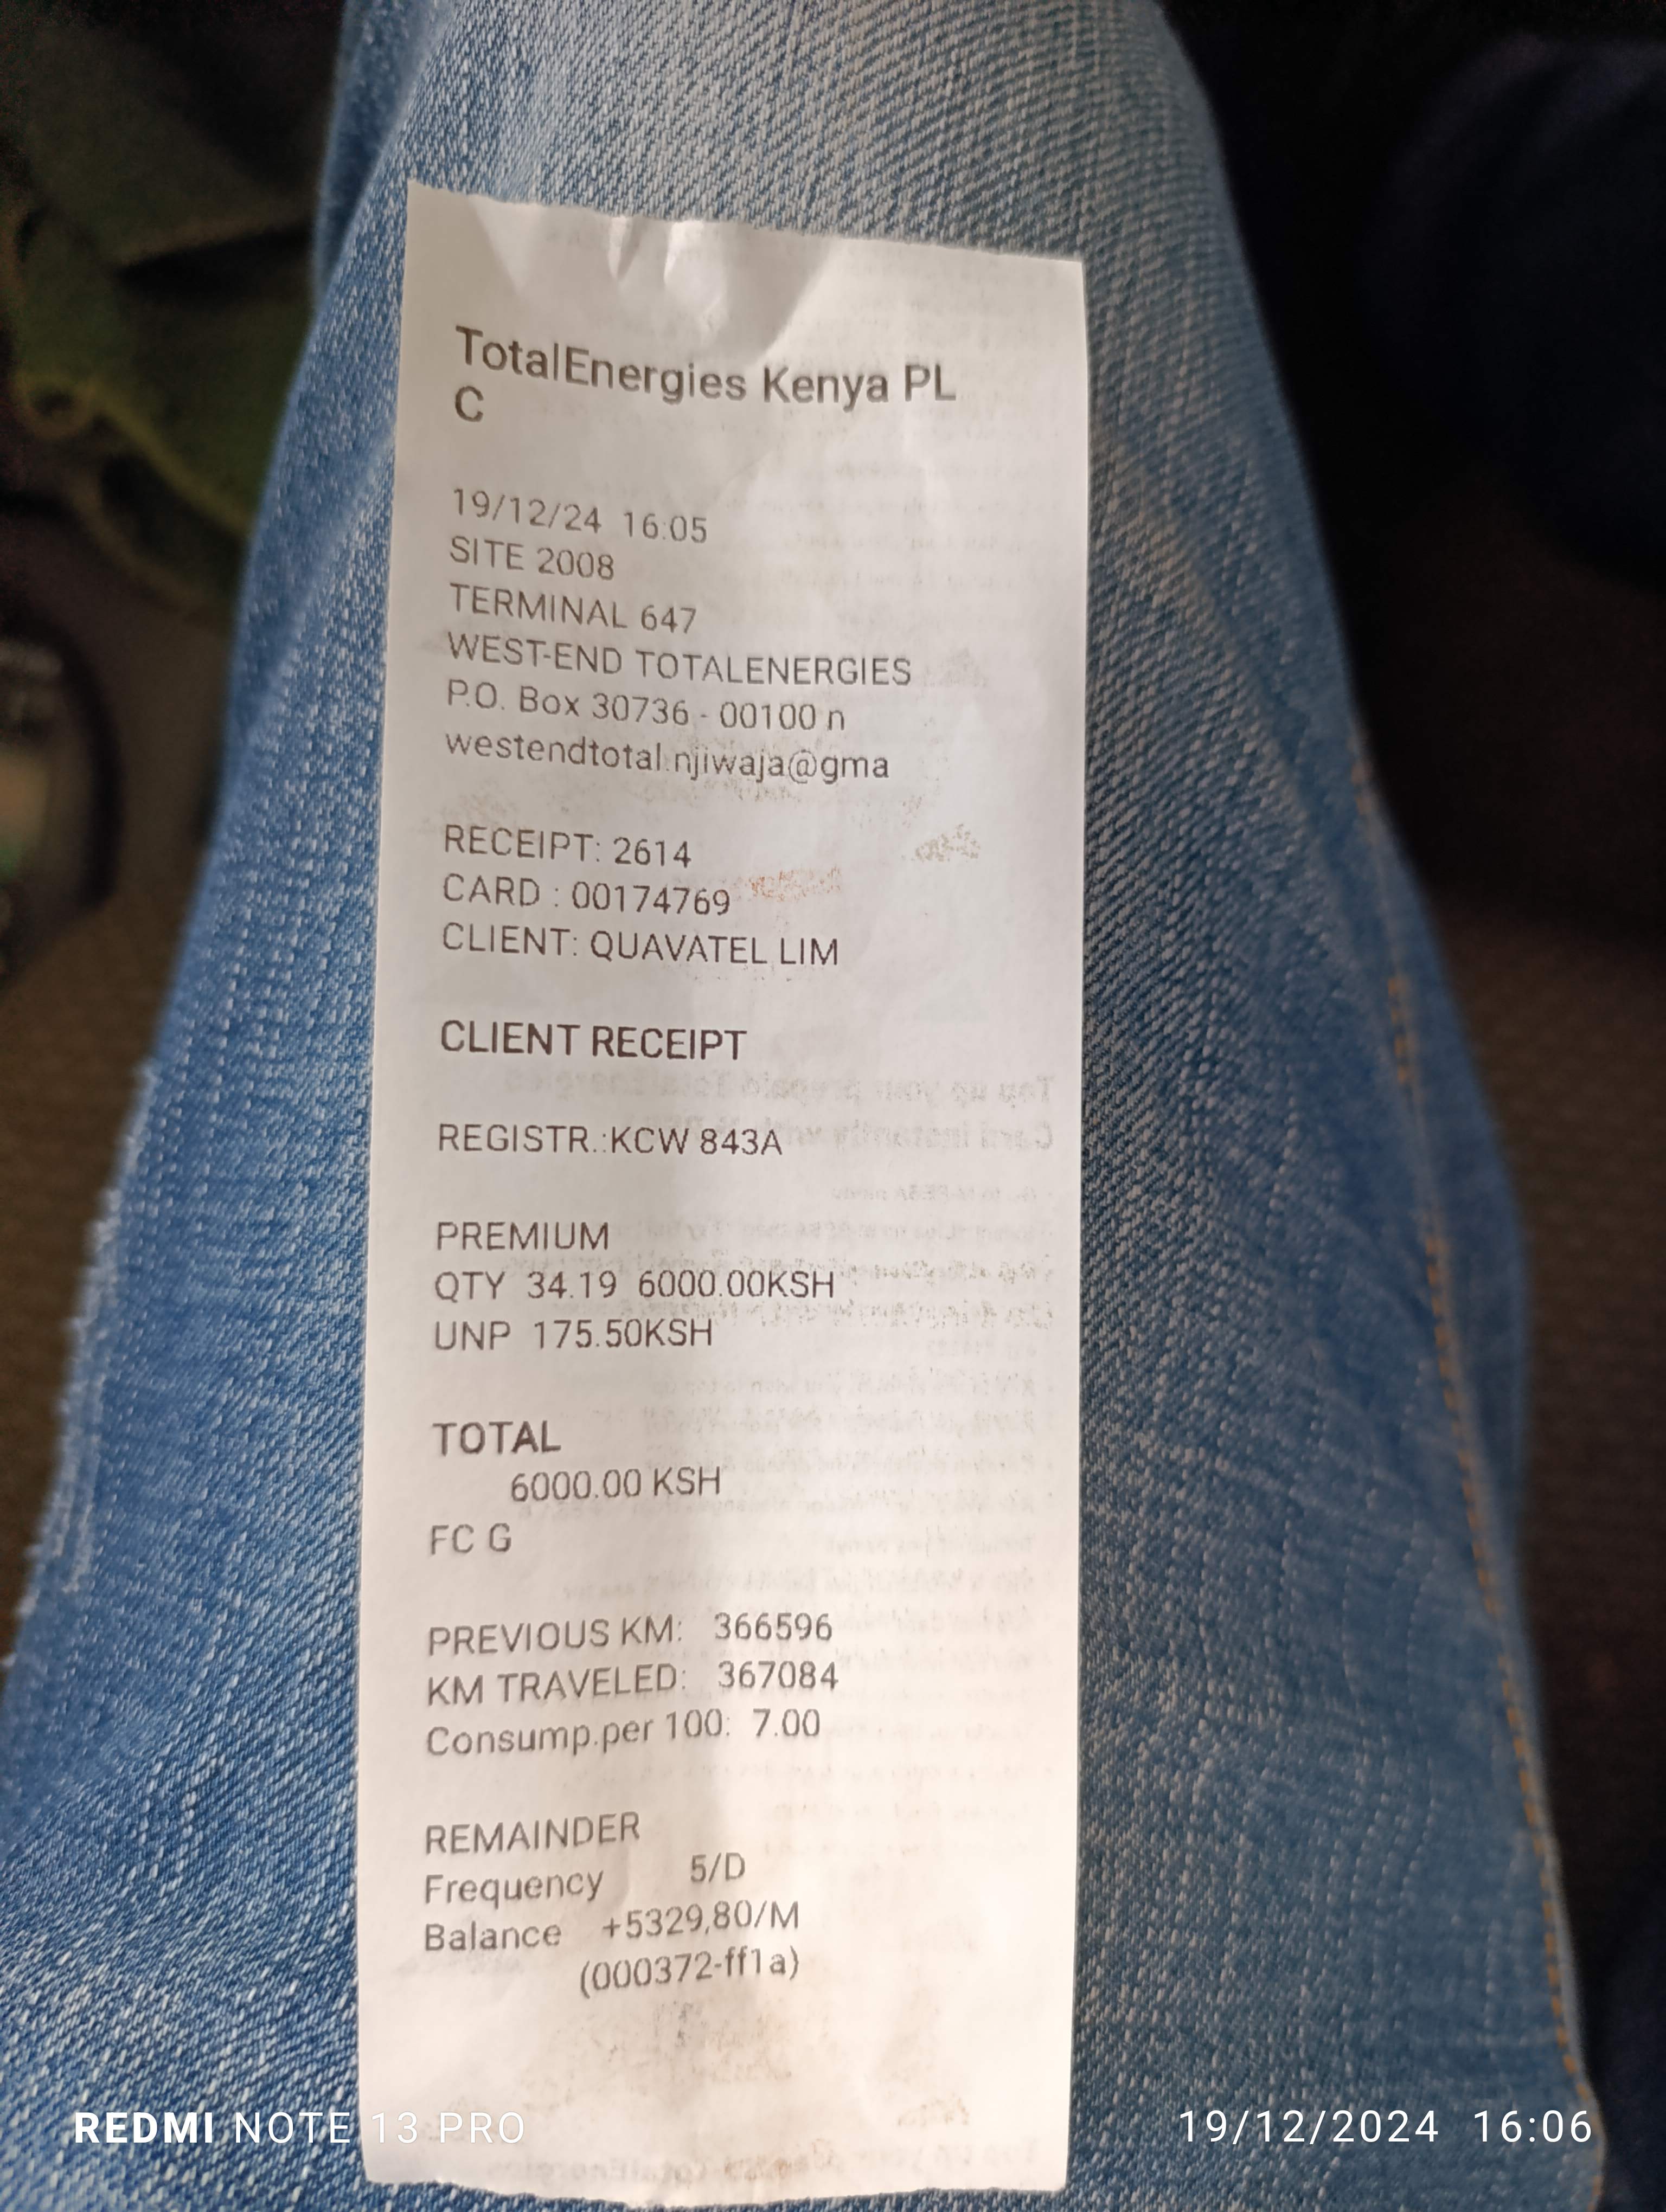 TotalEnergies Kenya PL
C
19/12/24 16:05
SITE 2008
TERMINAL 647
WEST-END TOTALENERGIES
P.O. Box 30736 - 00100 n
westendtotal.njiwaja@gma
RECEIPT: 2614
CARD : 00174769
CLIENT: QUAVATEL LIM
CLIENT RECEIPT
REGISTR.:KCW 843A
PREMIUM
QTY 34.19 6000.00KSH
UNP 175.50KSH
TOTAL
6000.00 KSH
FC G
PREVIOUS KM: 366596
KM TRAVELED: 367084
Consump.per 100: 7.00
REMAINDER
Frequency 5/D
Balance +5329,80/M
(000372-ff1a)
REDMI NOTE 13 PRO
19/12/2024 16:06